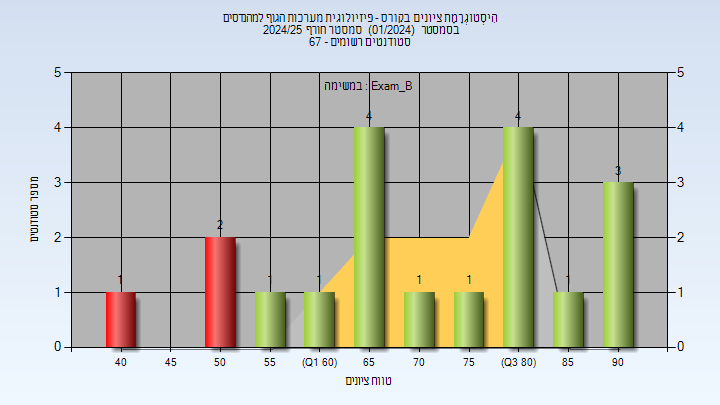 היסטוגרמת ציונים בקורס - פיזיולוגית מערכות הגוף למהנדסים
בסמסטר (01/2024) סמסטר חורף 2024/25
סטודנטים רשומים - 67
במשימה : Exam_B
מספר סטודנטים
5 5
4 4
3 3
2 2
1 1
0 0
1 2 1 1 4 1 1 4 1 3
40 45 50 55 (Q1 60) 65 70 75 (Q3 80) 85 90
טווח ציונים